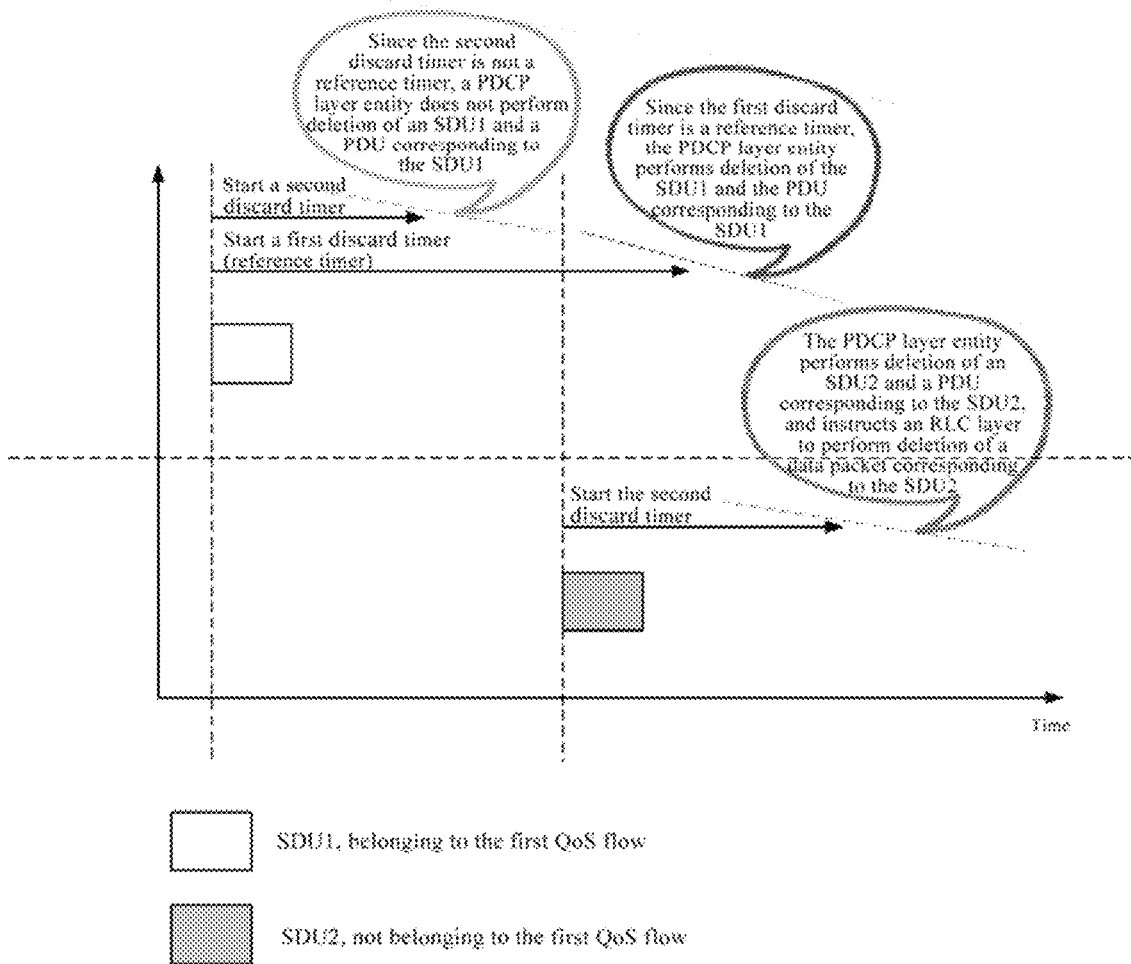 Since the second
discard timer is not a
reference timer, a PDCP
layer entity does not perform
deletion of an SDU1 and a
PDU corresponding to
the SDU1
Since the first discard
timer is a reference timer,
the PDCP layer entity
performs deletion of the
SDU1 and the PDU
corresponding to the
SDU1
Start a second
discard timer
Start a first discard timer
(reference timer)
The PDCP layer entity
performs deletion of an
SDU2 and a PDU
corresponding to the SDU2,
and instructs an RLC layer
to perform deletion of a
data packet corresponding
to the SDU2
Start the second
discard timer
Time
SDU1, belonging to the first QoS flow
SDU2, not belonging to the first QoS flow